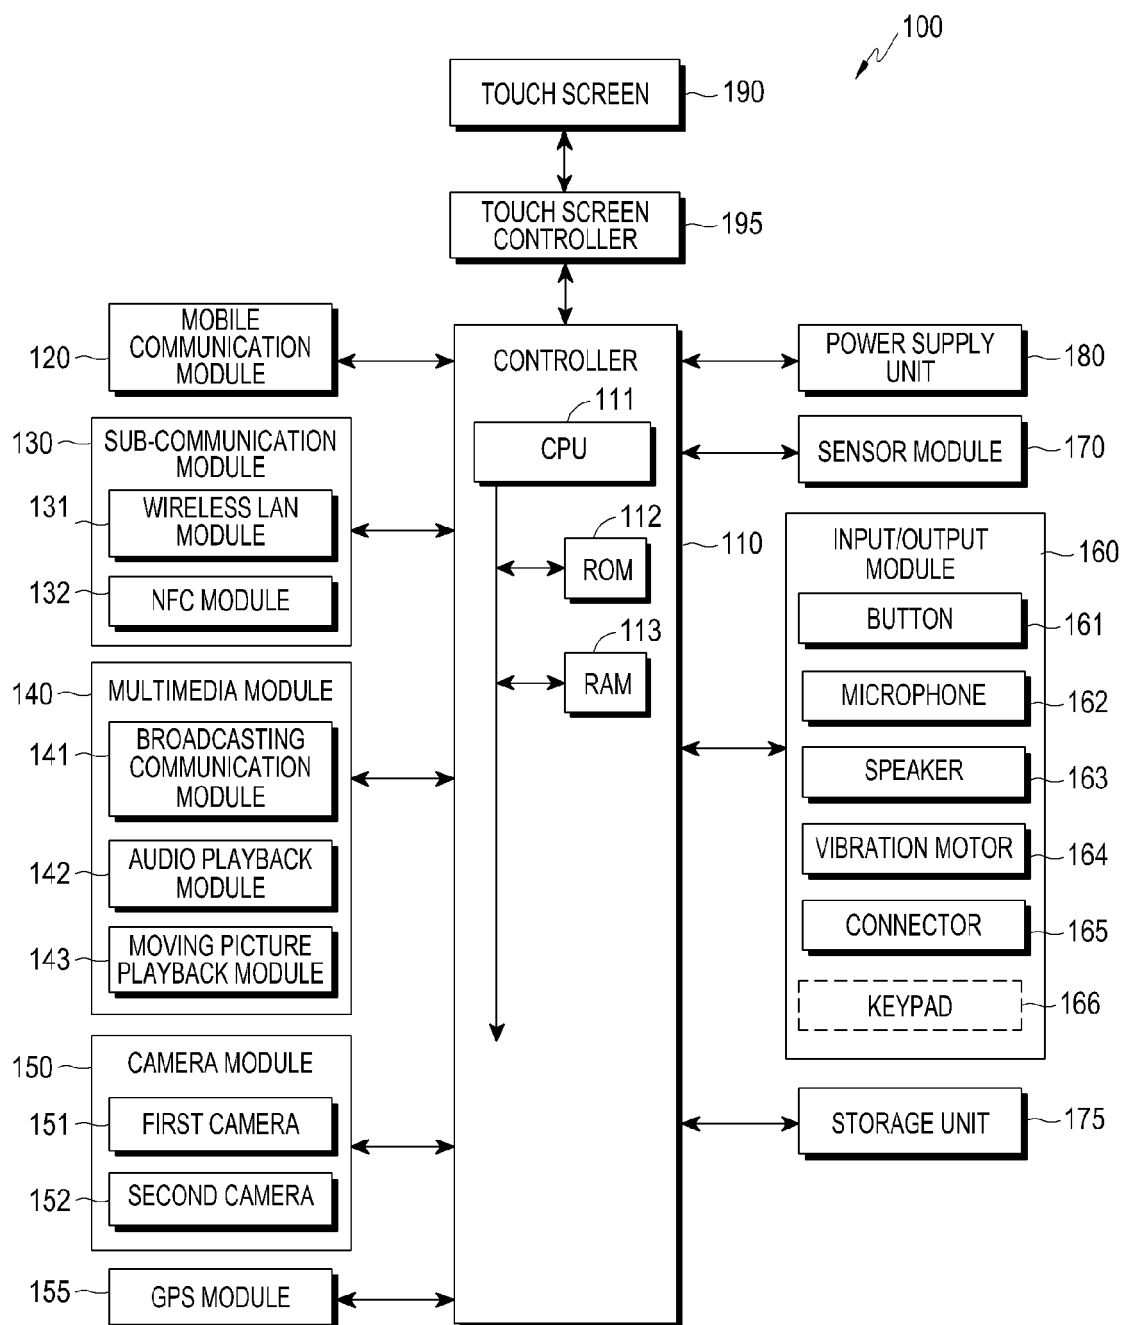 100
TOUCH SCREEN
190
TOUCH SCREEN
CONTROLLER
195
MOBILE
COMMUNICATION
MODULE
120
130
SUB-COMMUNICATION
MODULE
131
WIRELESS LAN
MODULE
132
NFC MODULE
140
MULTIMEDIA MODULE
141
BROADCASTING
COMMUNICATION
MODULE
142
AUDIO PLAYBACK
MODULE
143
MOVING PICTURE
PLAYBACK MODULE
150
CAMERA MODULE
151
FIRST CAMERA
152
SECOND CAMERA
155
GPS MODULE
CONTROLLER
111
CPU
112
ROM
110
113
RAM
POWER SUPPLY
UNIT
180
SENSOR MODULE
170
INPUT/OUTPUT
MODULE
160
BUTTON
161
MICROPHONE
162
SPEAKER
163
VIBRATION MOTOR
164
CONNECTOR
165
KEYPAD
166
STORAGE UNIT
175